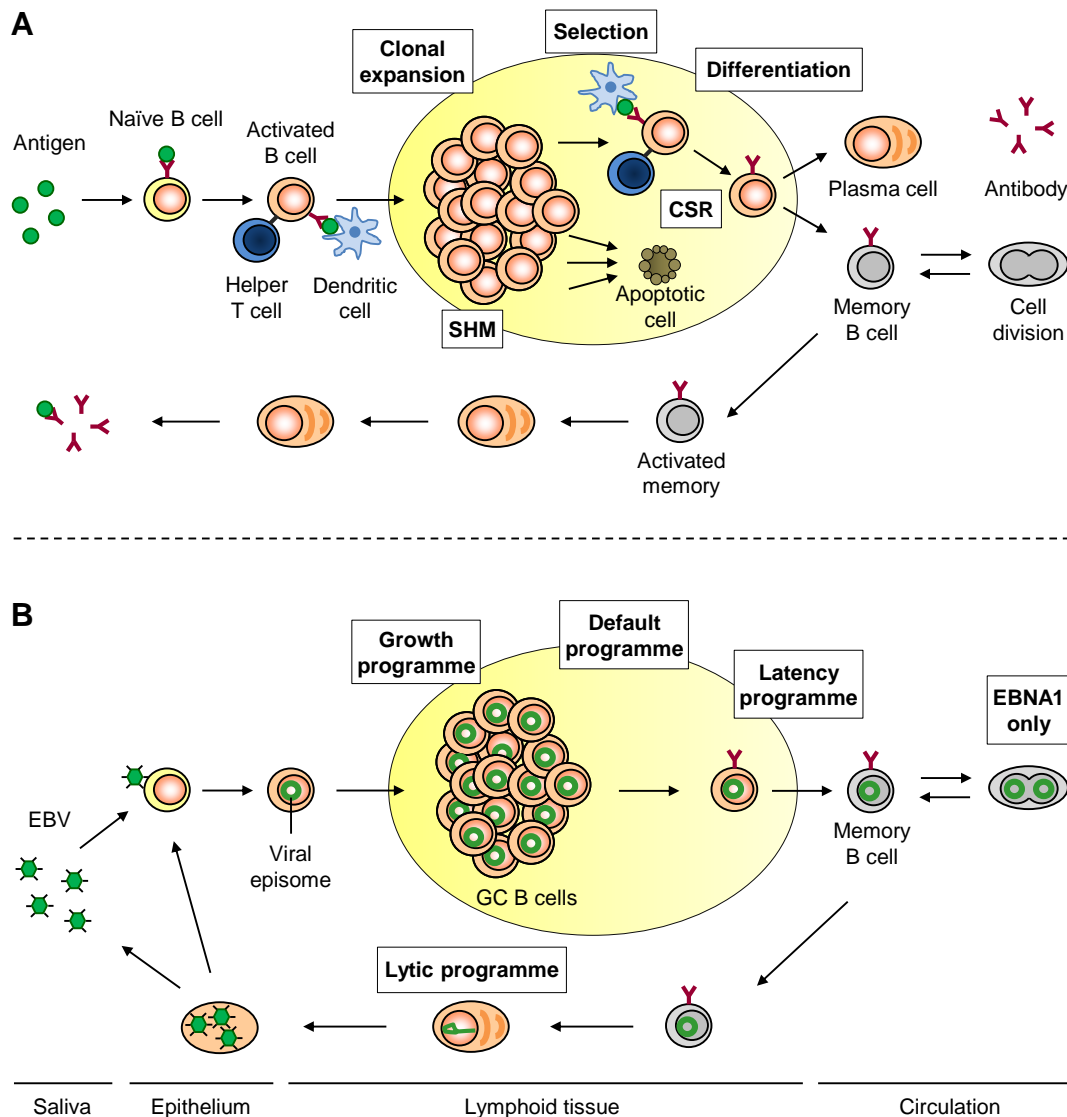 A
Selection
Clonal
expansion
Differentiation
Naïve B cell
Antigen
Activated
B cell
Plasma cell
Antibody
CSR
Helper
T cell
Dendritic
cell
SHM
Apoptotic
cell
Memory
B cell
Cell
division
Activated
memory
B
Growth
programme
Default
programme
Latency
programme
EBNA1
only
EBV
Viral
episome
GC B cells
Memory
B cell
Lytic programme
Saliva
Epithelium
Lymphoid tissue
Circulation